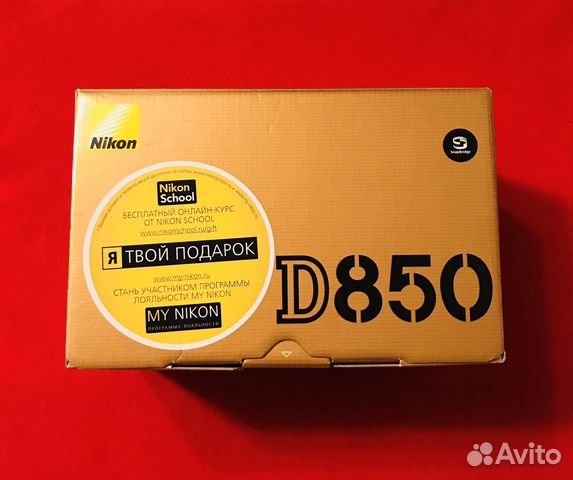 Nikon
SnapBridge
Nikon
School
БЕСПЛАТНЫЙ ОНЛАЙН-КУРС
ОТ NIKON SCHOOL
www.nikonschool.ru/gift
Я ТВОЙ ПОДАРОК
www.my-nikon.ru
СТАНЬ УЧАСТНИКОМ ПРОГРАММЫ
ЛОЯЛЬНОСТИ MY NIKON
MY NIKON
ПРОГРАММА ЛОЯЛЬНОСТИ
D850
Avito